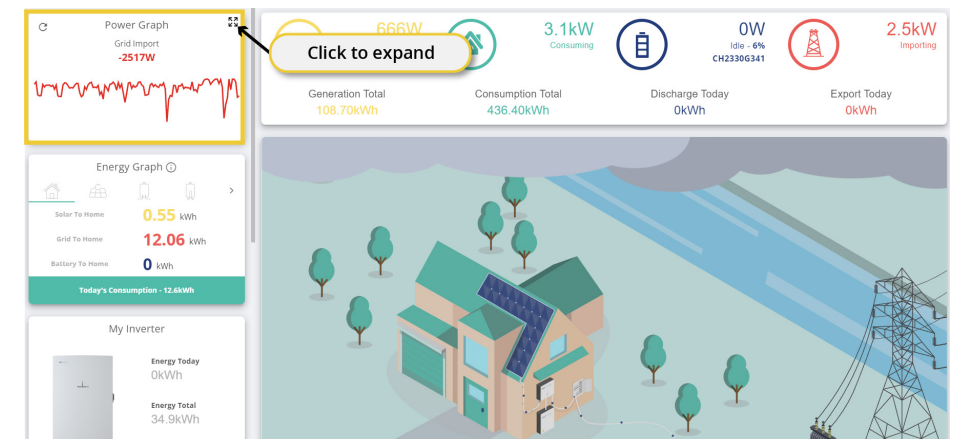 Power Graph
Grid Import
-2517W
Click to expand
666W
3.1kW
Consuming
0W
Idle - 6%
CH2330G341
2.5kW
Importing
Generation Total
108.70kWh
Consumption Total
436.40kWh
Discharge Today
0kWh
Export Today
0kWh
Energy Graph
Solar To Home 0.55 kWh
Grid To Home 12.06 kWh
Battery To Home 0 kWh
Today's Consumption - 12.6kWh
My Inverter
Energy Today
0kWh
Energy Total
34.9kWh